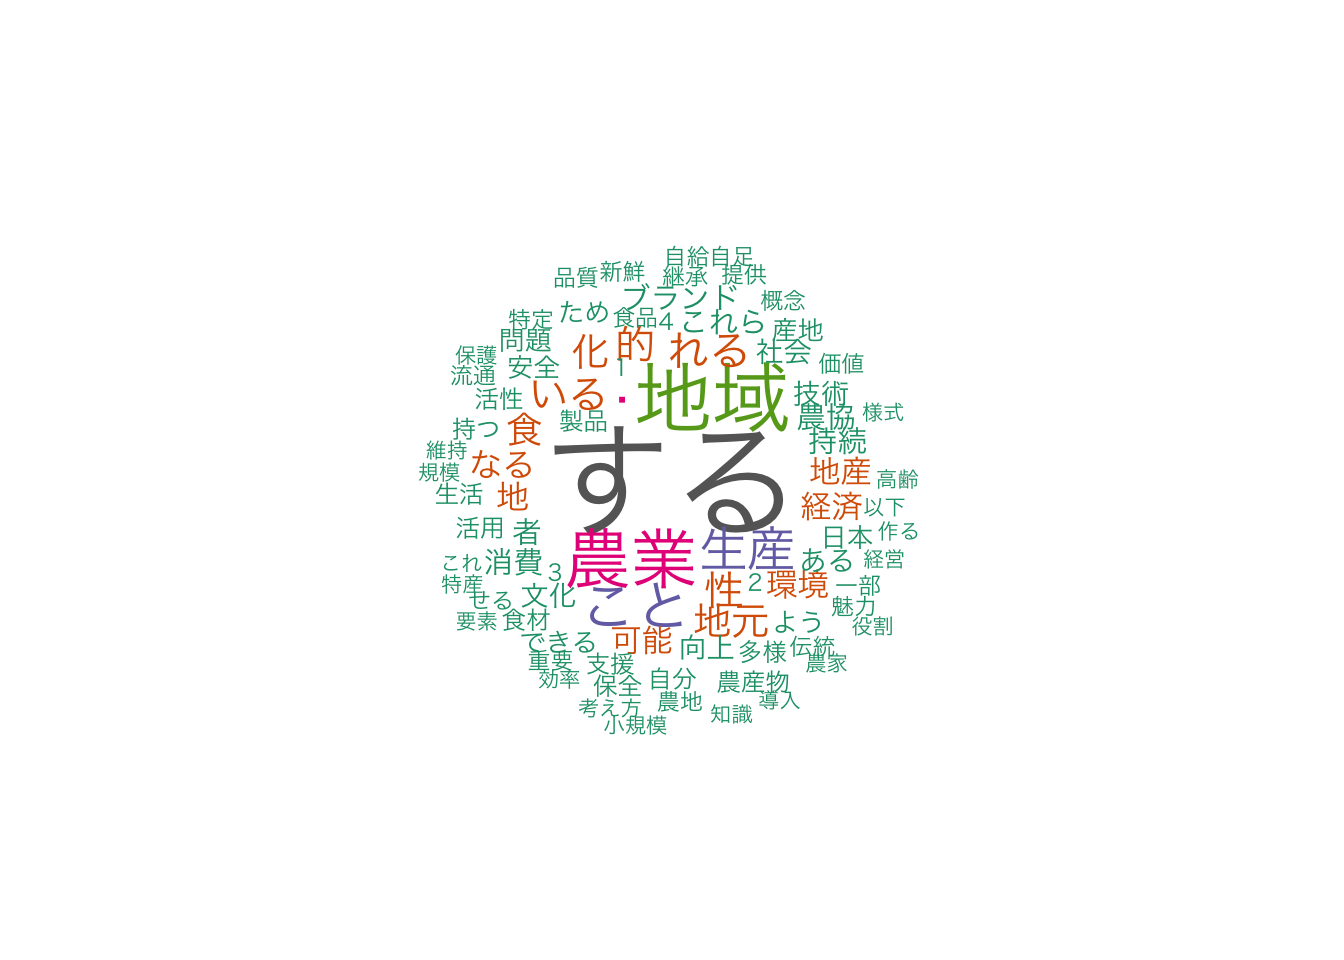 自給自足
品質 新鮮 継承 提供
ブランド 概念
特定 ため 食品 4 これら 産地
問題 化 的 れる 社会
保護 安全 1 価値
流通 活性 いる ・ 地域 技術
製品 農協 様式
持つ 食 持続
維持 なる する 地産
規模 高齢
生活 地 経済 以下
活用 者 日本 作る
これ 消費 農業 生産 ある 経営
特産 3 性 2 環境 一部
せる 文化 こと 魅力
要素 食材 地元 よう 役割
できる 可能 向上 多様 伝統
重要 支援 農家
効率 保全 自分 農産物
考え方 農地 導入
小規模 知識